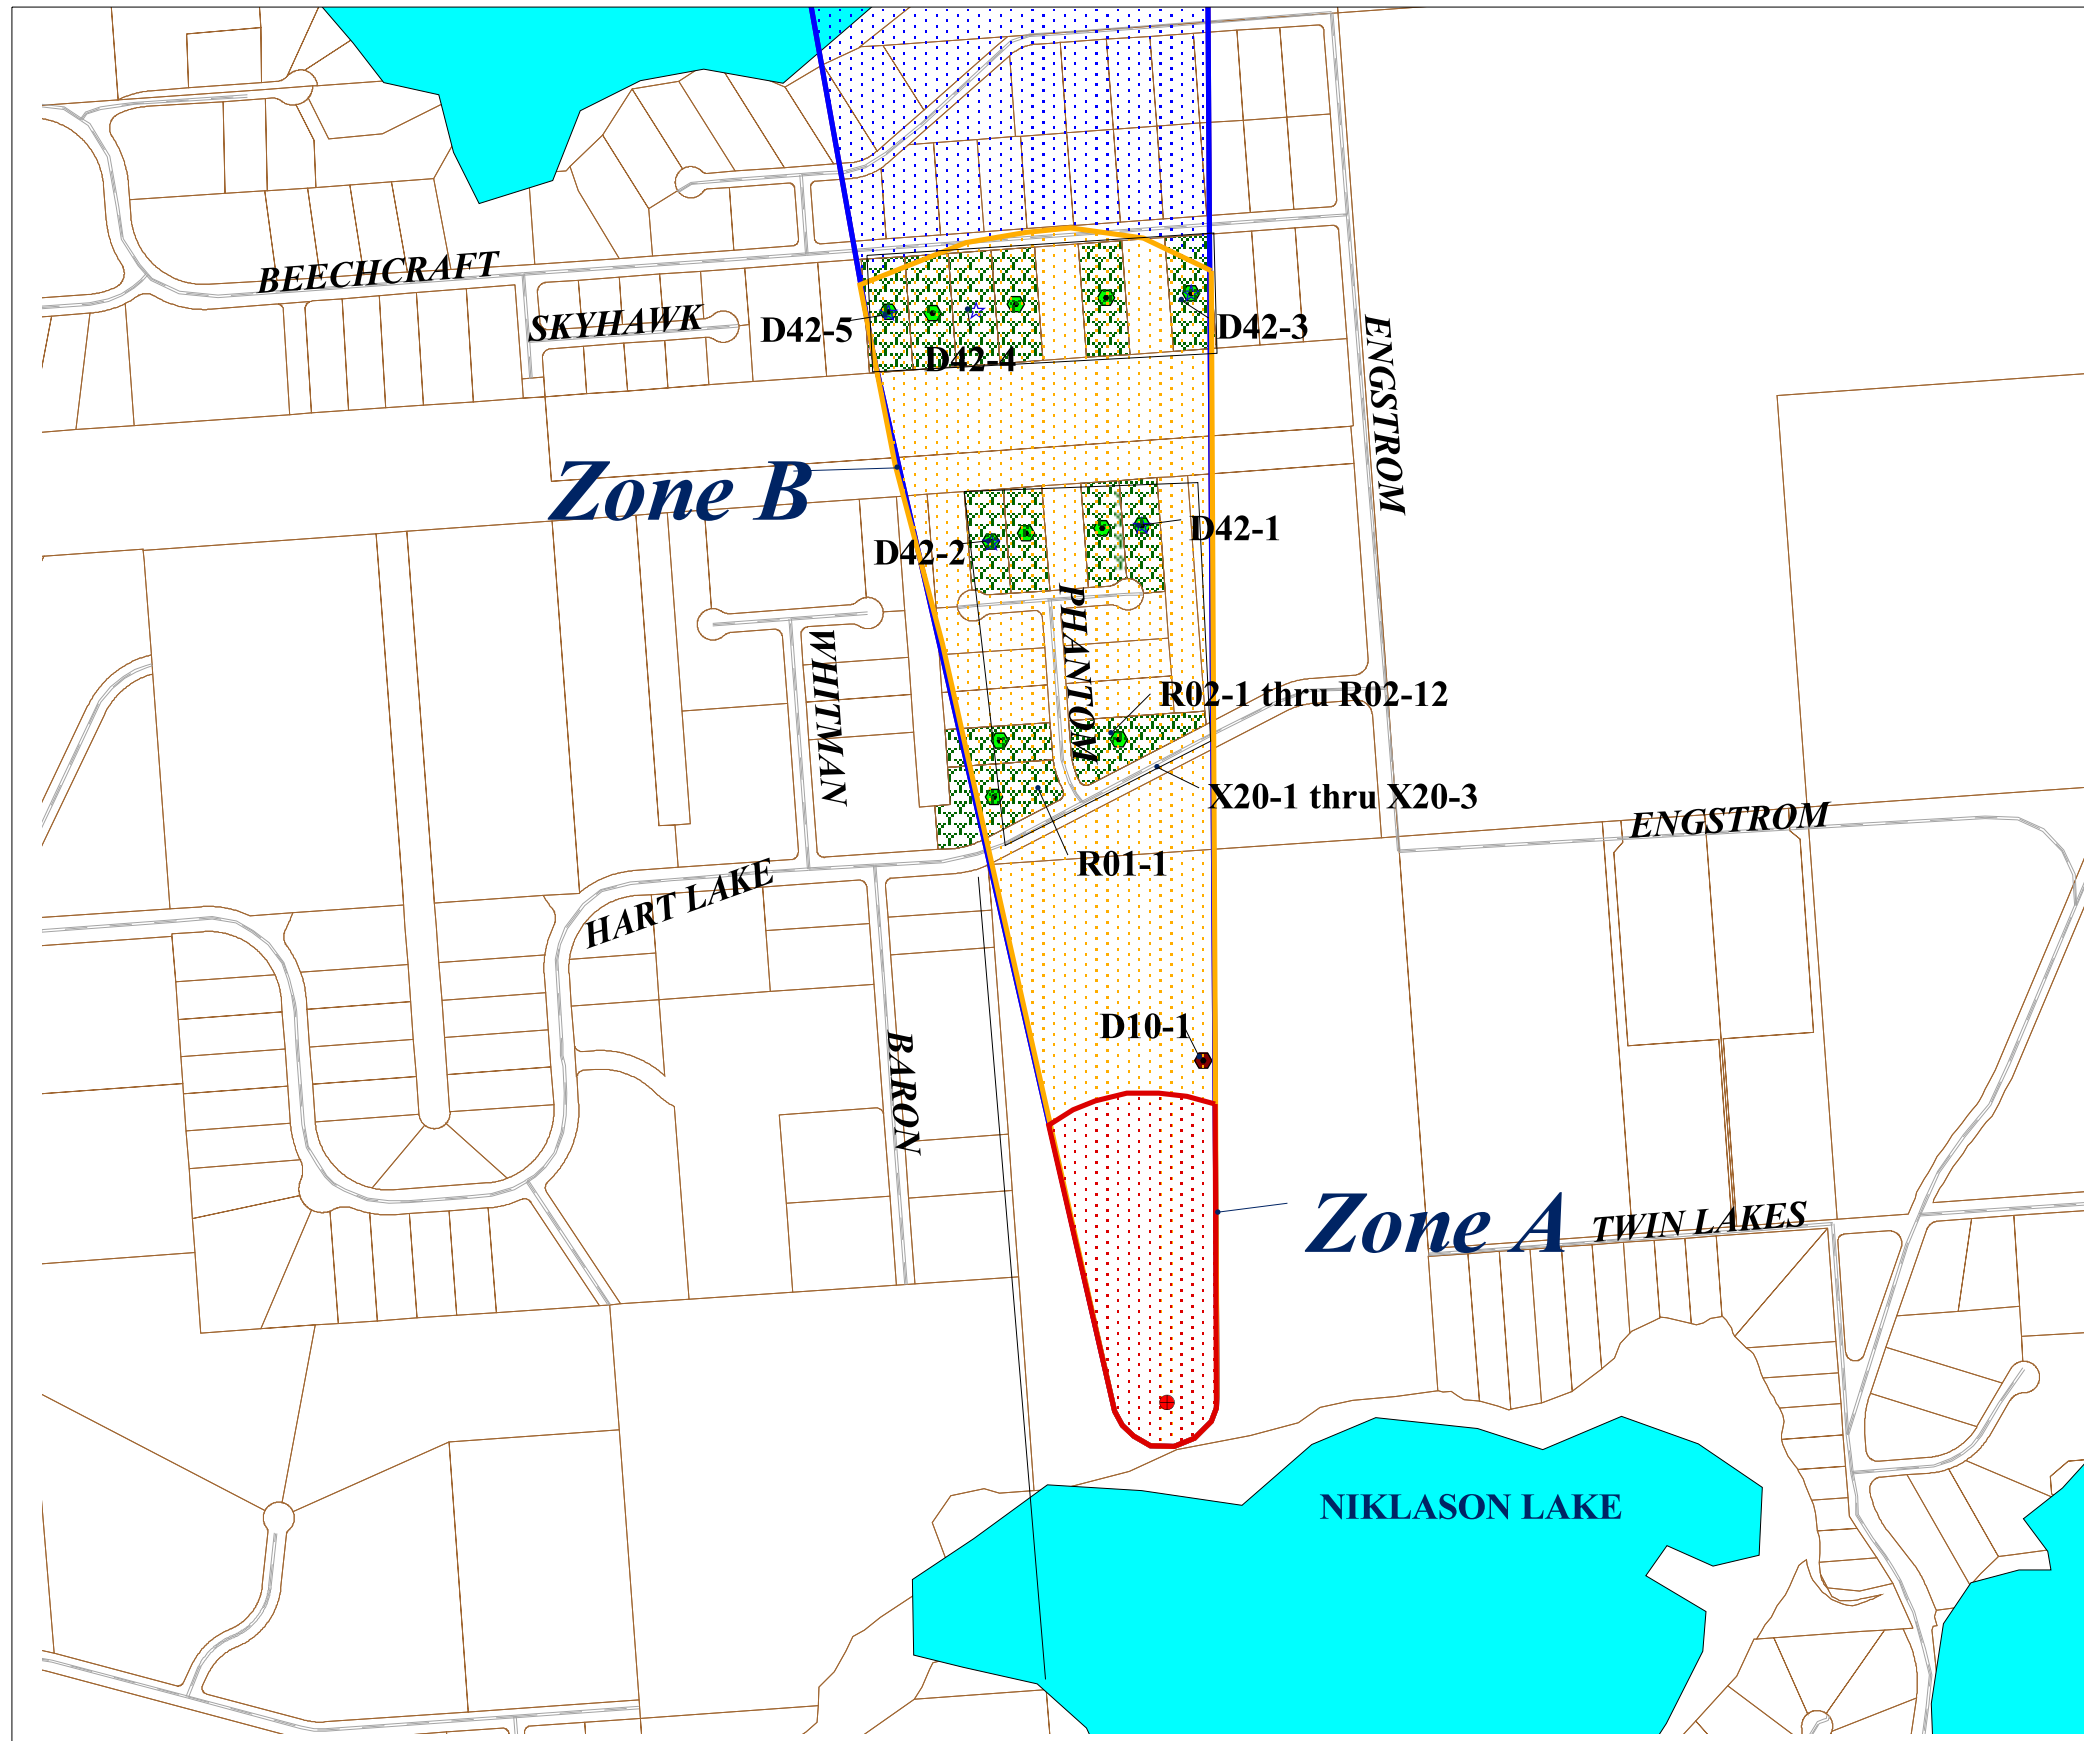 BEECHCRAFT
SKYHAWK
D42-5
D42-4
D42-3
ENGSTROM
Zone B
D42-2
D42-1
PHANTOM
WHITMAN
R02-1 thru R02-12
X20-1 thru X20-3
ENGSTROM
R01-1
HART LAKE
D10-1
BARON
Zone A
TWIN LAKES
NIKLASON LAKE